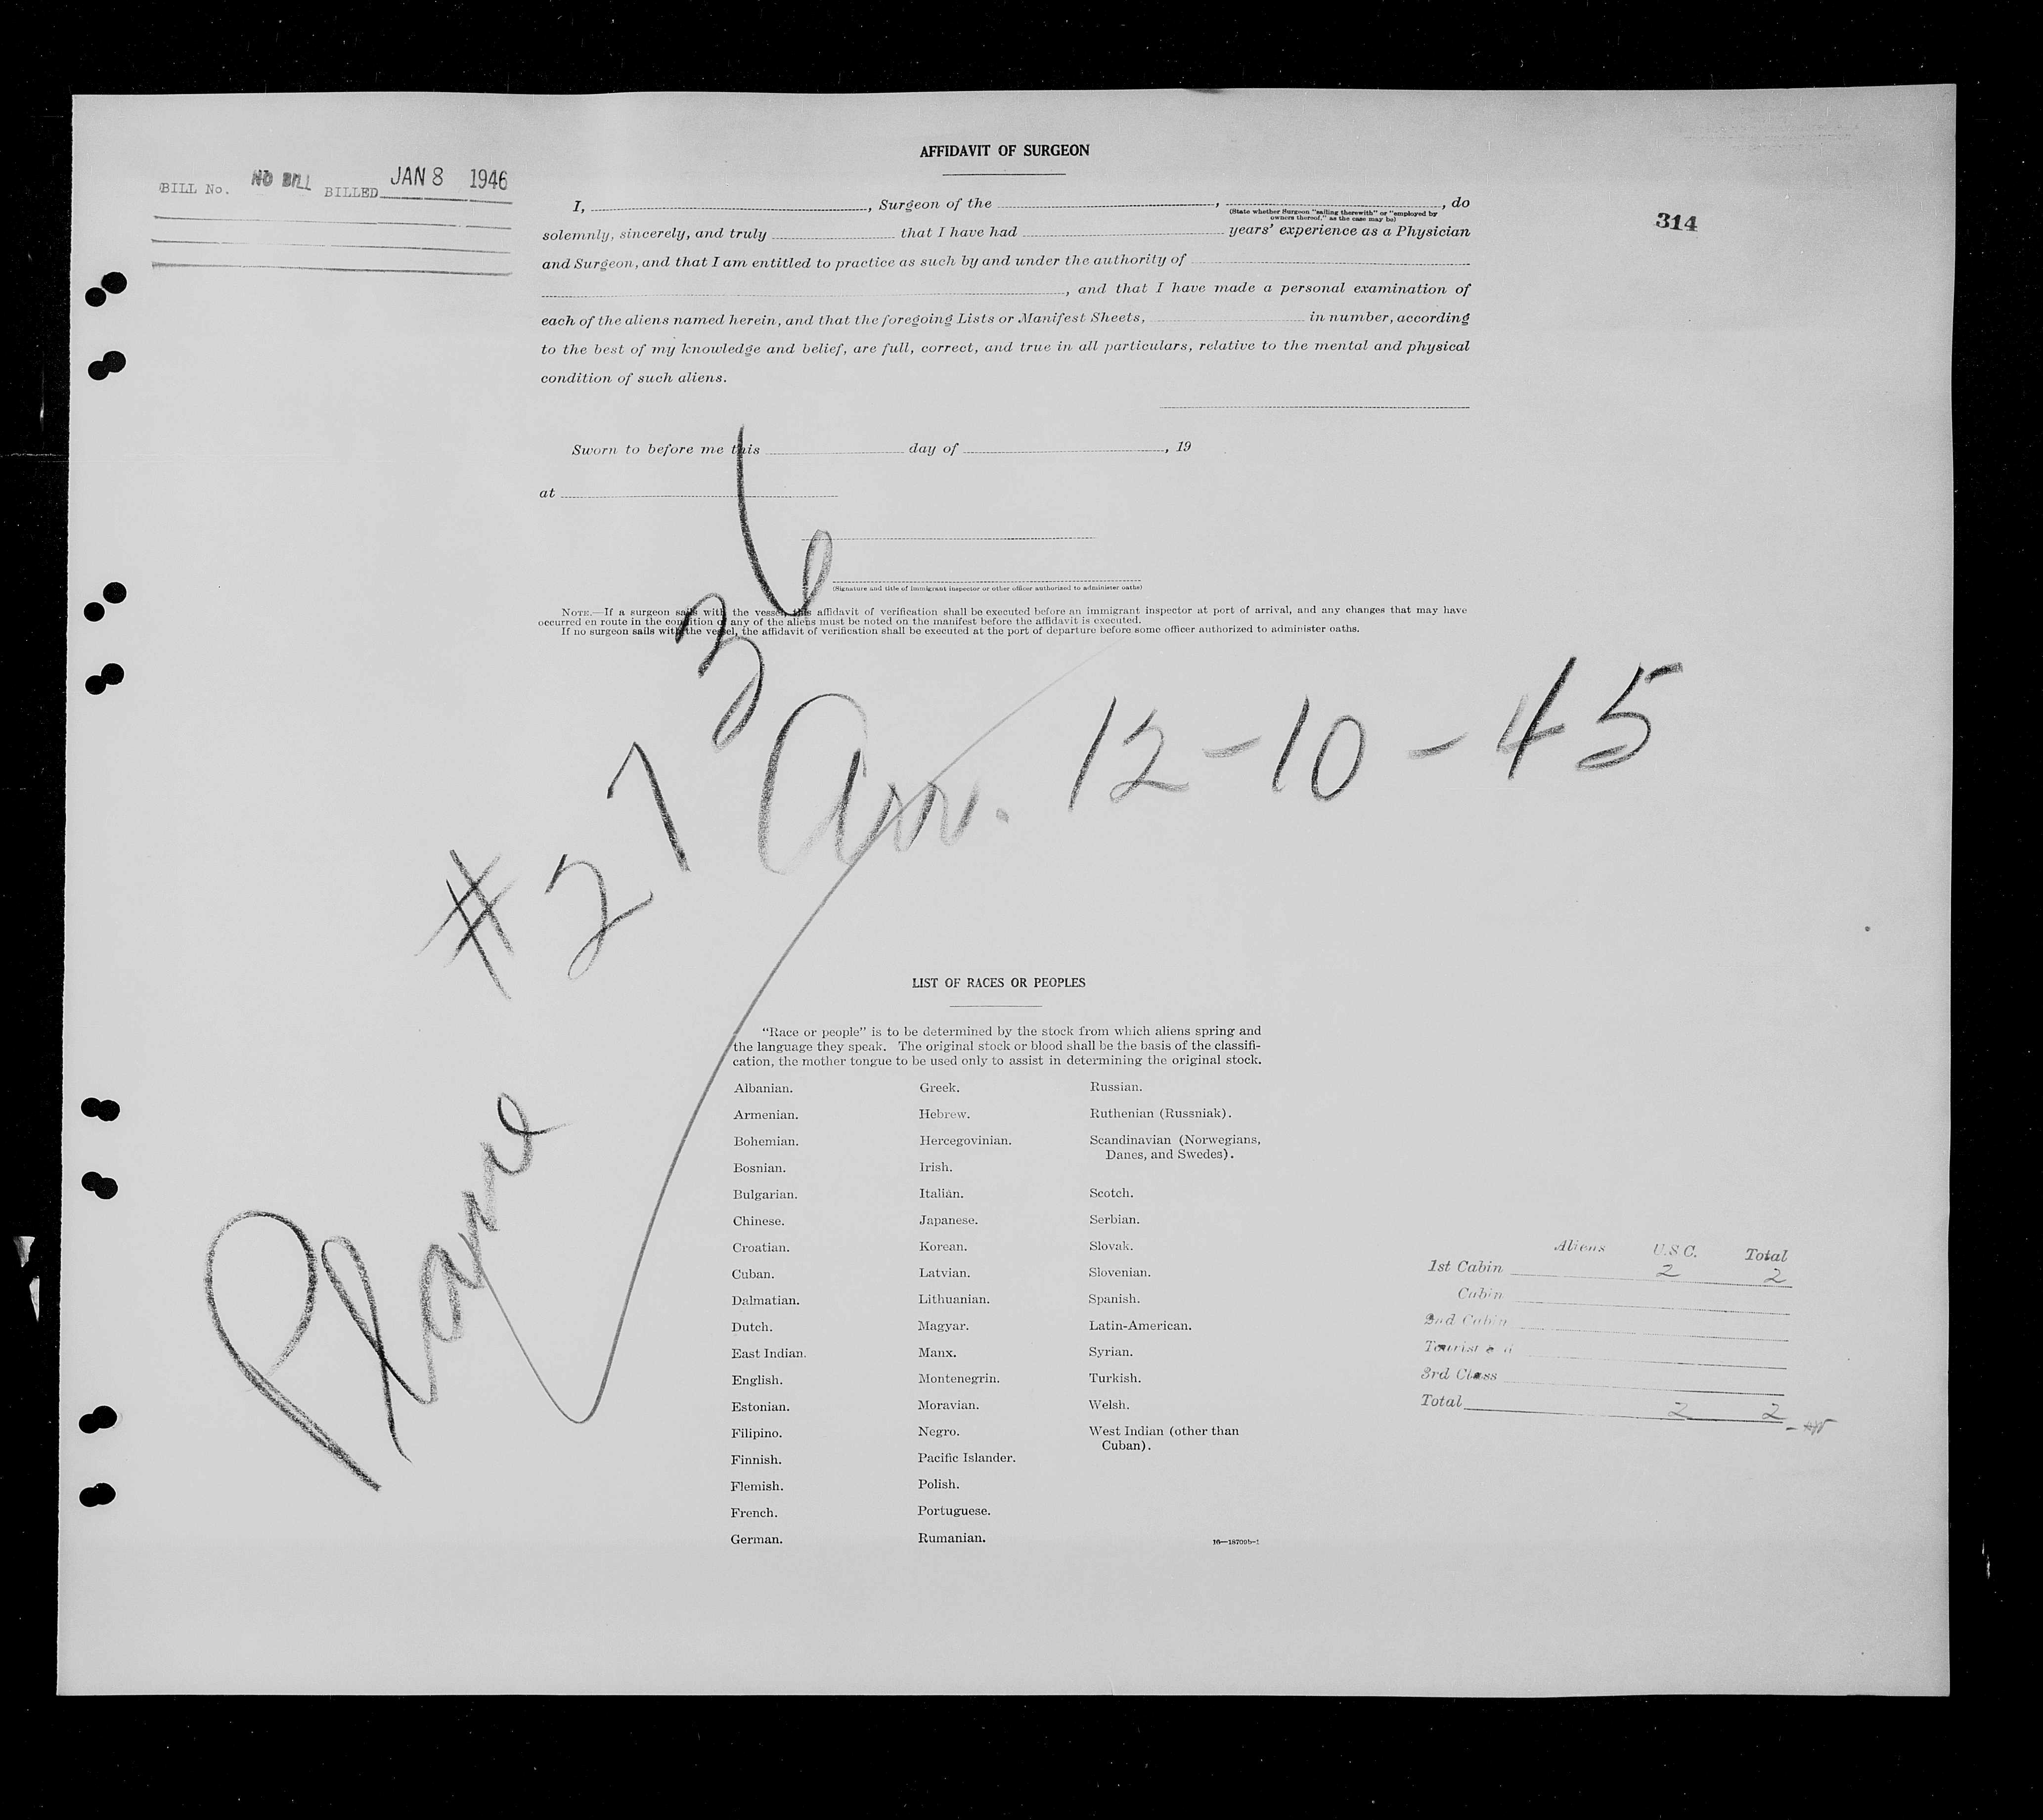 AFFIDAVIT OF SURGEON
BILL No. NO BILL BILLED JAN 8 1946
314
I, , Surgeon of the , , do
(State whether Surgeon "sailing therewith" or "employed by
owners thereof," as the case may be)
solemnly, sincerely, and truly that I have had years' experience as a Physician
and Surgeon, and that I am entitled to practice as such by and under the authority of
, and that I have made a personal examination of
each of the aliens named herein, and that the foregoing Lists or Manifest Sheets, in number, according
to the best of my knowledge and belief, are full, correct, and true in all particulars, relative to the mental and physical
condition of such aliens.
Sworn to before me this day of , 19
at
(Signature and title of immigrant inspector or other officer authorized to administer oaths)
NOTE.—If a surgeon sails with the vessel, this affidavit of verification shall be executed before an immigrant inspector at port of arrival, and any changes that may have
occurred en route in the condition of any of the aliens must be noted on the manifest before the affidavit is executed.
If no surgeon sails with the vessel, the affidavit of verification shall be executed at the port of departure before some officer authorized to administer oaths.
Plane #2736
Arr. 12-10-45
LIST OF RACES OR PEOPLES
"Race or people" is to be determined by the stock from which aliens spring and
the language they speak. The original stock or blood shall be the basis of the classifi-
cation, the mother tongue to be used only to assist in determining the original stock.
Albanian.
Armenian.
Bohemian.
Bosnian.
Bulgarian.
Chinese.
Croatian.
Cuban.
Dalmatian.
Dutch.
East Indian.
English.
Estonian.
Filipino.
Finnish.
Flemish.
French.
German.
Greek.
Hebrew.
Hercegovinian.
Irish.
Italian.
Japanese.
Korean.
Latvian.
Lithuanian.
Magyar.
Manx.
Montenegrin.
Moravian.
Negro.
Pacific Islander.
Polish.
Portuguese.
Rumanian.
Russian.
Ruthenian (Russniak).
Scandinavian (Norwegians,
Danes, and Swedes).
Scotch.
Serbian.
Slovak.
Slovenian.
Spanish.
Latin-American.
Syrian.
Turkish.
Welsh.
West Indian (other than
Cuban).
16—18709b-1
Aliens U.S C. Total
1st Cabin 2 2
Cabin
2nd Cabin
Tourist
3rd Class
Total 2 2